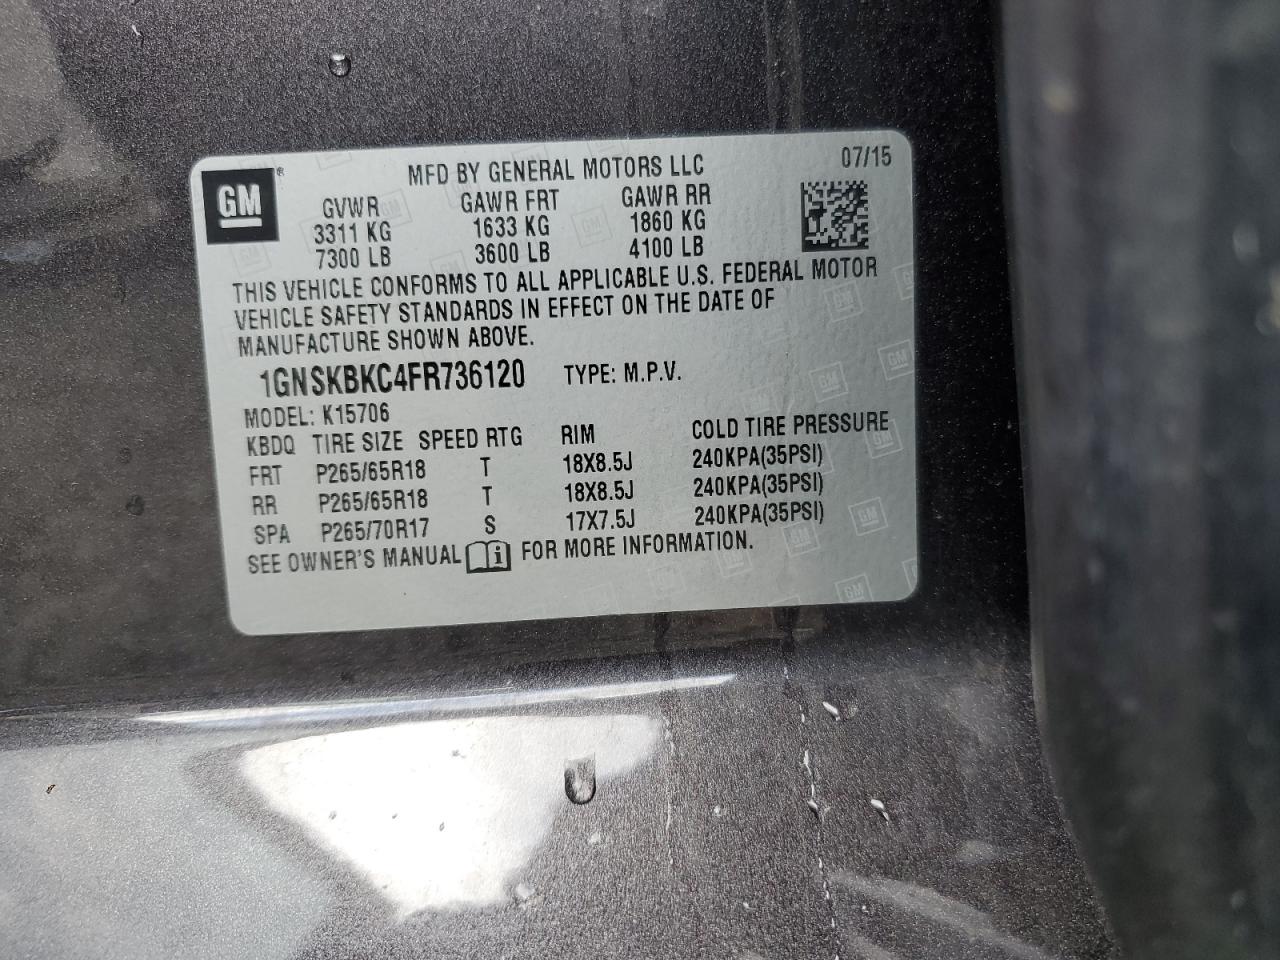 GM®
MFD BY GENERAL MOTORS LLC 07/15
GVWR GAWR FRT GAWR RR
3311 KG 1633 KG 1860 KG
7300 LB 3600 LB 4100 LB
THIS VEHICLE CONFORMS TO ALL APPLICABLE U.S. FEDERAL MOTOR
VEHICLE SAFETY STANDARDS IN EFFECT ON THE DATE OF
MANUFACTURE SHOWN ABOVE.
1GNSKBKC4FR736120 TYPE: M.P.V.
MODEL: K15706
KBDQ TIRE SIZE SPEED RTG RIM COLD TIRE PRESSURE
FRT P265/65R18 T 18X8.5J 240KPA(35PSI)
RR P265/65R18 T 18X8.5J 240KPA(35PSI)
SPA P265/70R17 S 17X7.5J 240KPA(35PSI)
SEE OWNER'S MANUAL i FOR MORE INFORMATION.